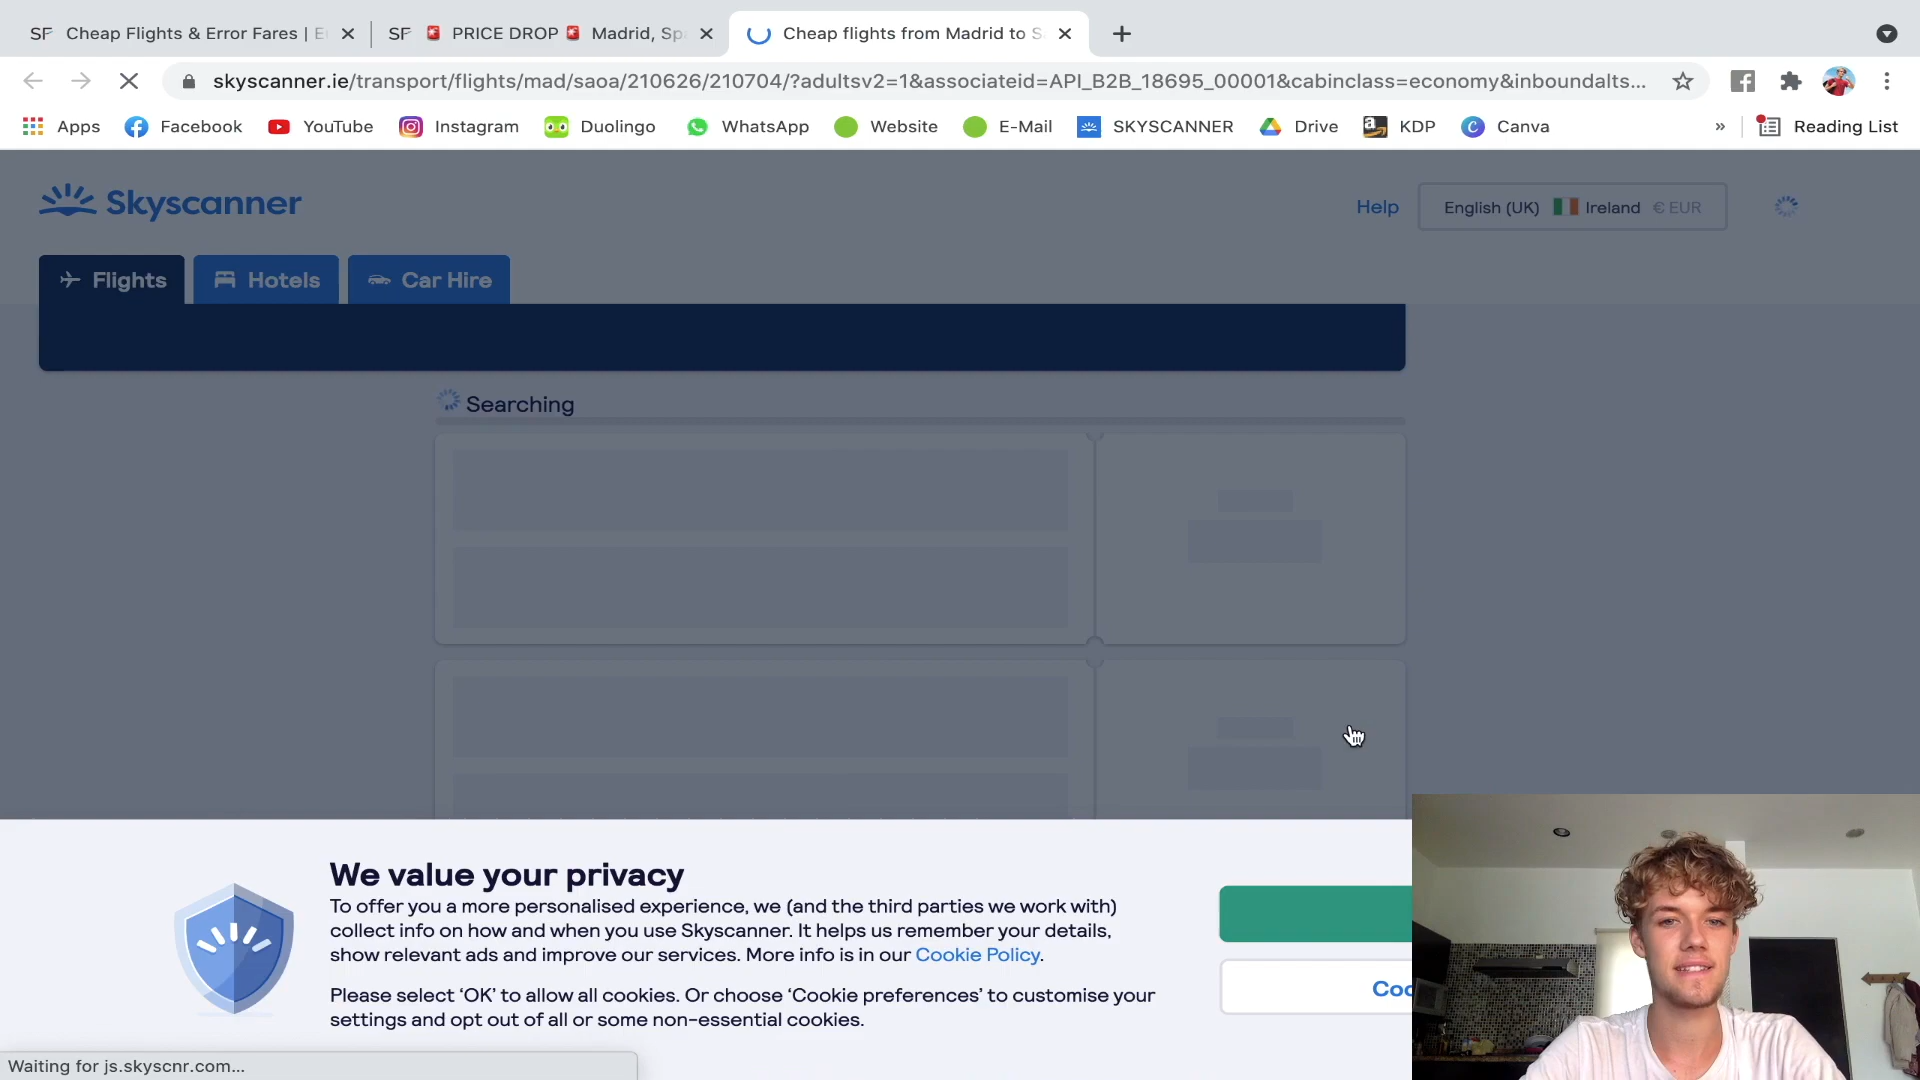 SF Cheap Flights & Error Fares | E
SF PRICE DROP Madrid, Sp
Cheap flights from Madrid to S
skyscanner.ie/transport/flights/mad/saoa/210626/210704/?adultsv2=1&associateid=API_B2B_18695_00001&cabinclass=economy&inboundalts...
Apps Facebook YouTube Instagram Duolingo WhatsApp Website E-Mail SKYSCANNER Drive KDP Canva » Reading List
Skyscanner
Help English (UK) Ireland € EUR
Flights Hotels Car Hire
Searching
We value your privacy
To offer you a more personalised experience, we (and the third parties we work with)
collect info on how and when you use Skyscanner. It helps us remember your details,
show relevant ads and improve our services. More info is in our Cookie Policy.
Please select ‘OK’ to allow all cookies. Or choose ‘Cookie preferences’ to customise your
settings and opt out of all or some non-essential cookies.
Coo
Waiting for js.skyscnr.com...